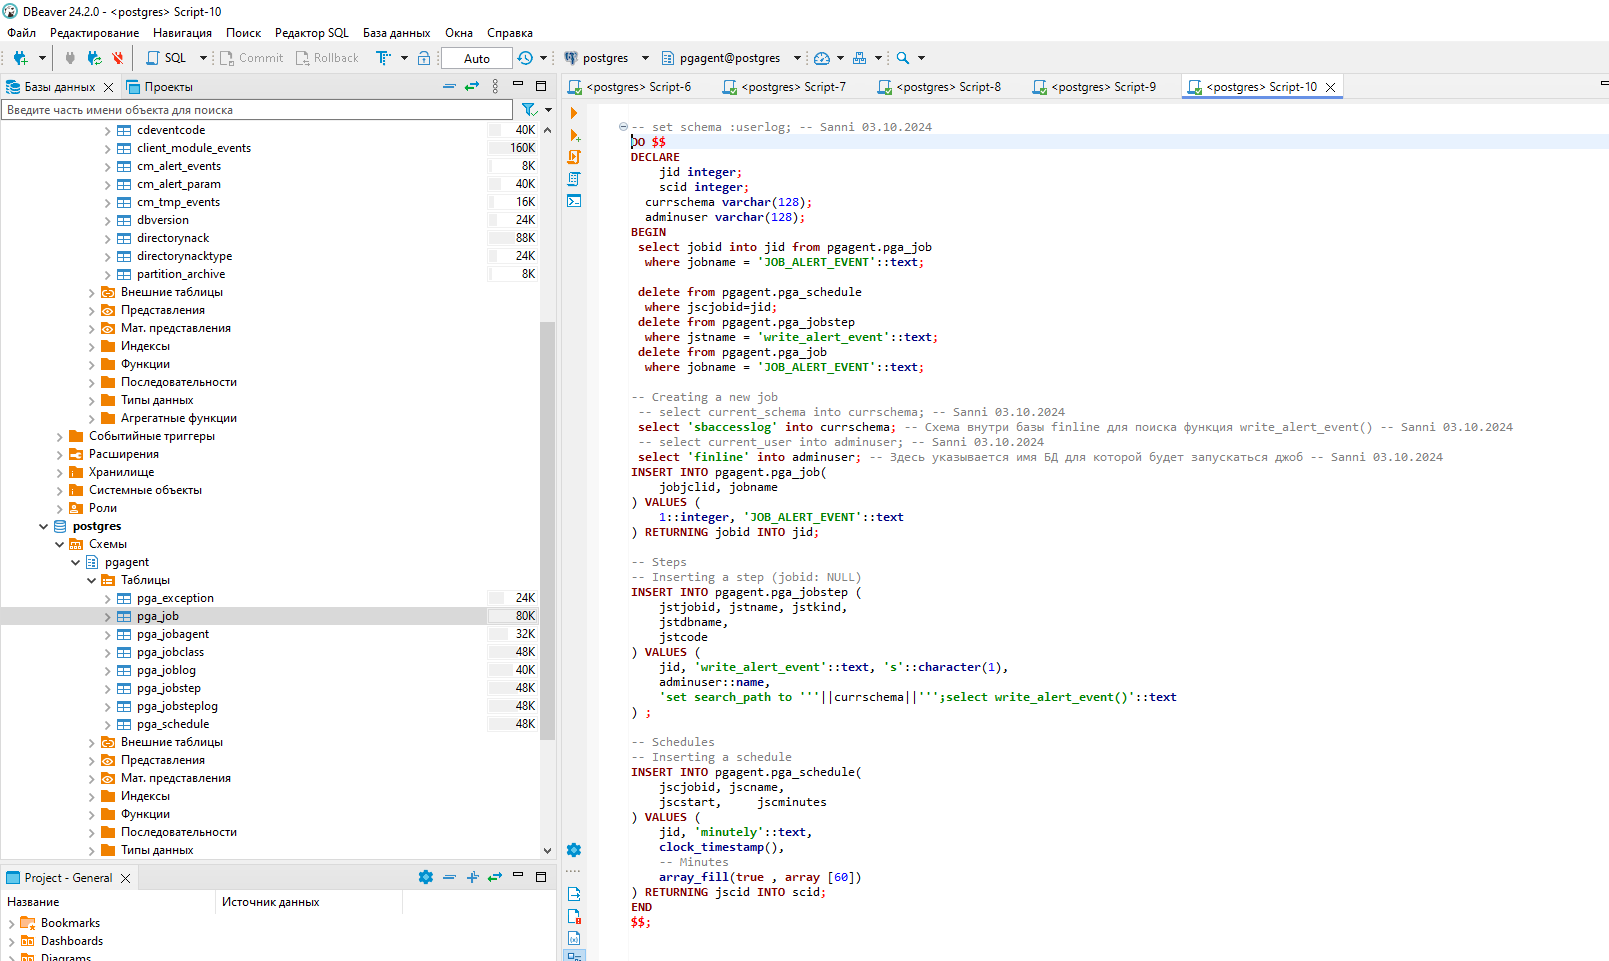 DBeaver 24.2.0 - <postgres> Script-10
Файл Редактирование Навигация Поиск Редактор SQL База данных Окна Справка
SQL Commit Rollback Auto postgres pgagent@postgres
Базы данных Проекты
Введите часть имени объекта для поиска
cdeventcode 40K
client_module_events 160K
cm_alert_events 8K
cm_alert_param 40K
cm_tmp_events 16K
dbversion 24K
directorynack 88K
directorynacktype 24K
partition_archive 8K
Внешние таблицы
Представления
Мат. представления
Индексы
Функции
Последовательности
Типы данных
Агрегатные функции
Событийные триггеры
Расширения
Хранилище
Системные объекты
Роли
postgres
Схемы
pgagent
Таблицы
pga_exception 24K
pga_job 80K
pga_jobagent 32K
pga_jobclass 48K
pga_joblog 40K
pga_jobstep 48K
pga_jobsteplog 48K
pga_schedule 48K
Внешние таблицы
Представления
Мат. представления
Индексы
Функции
Последовательности
Типы данных
Project - General
Название Источник данных
Bookmarks
Dashboards
Diagrams
<postgres> Script-6 <postgres> Script-7 <postgres> Script-8 <postgres> Script-9 <postgres> Script-10
-- set schema :userlog; -- Sanni 03.10.2024
DO $$
DECLARE
jid integer;
scid integer;
currschema varchar(128);
adminuser varchar(128);
BEGIN
select jobid into jid from pgagent.pga_job
where jobname = 'JOB_ALERT_EVENT'::text;
delete from pgagent.pga_schedule
where jscjobid=jid;
delete from pgagent.pga_jobstep
where jstname = 'write_alert_event'::text;
delete from pgagent.pga_job
where jobname = 'JOB_ALERT_EVENT'::text;
-- Creating a new job
-- select current_schema into currschema; -- Sanni 03.10.2024
select 'sbaccesslog' into currschema; -- Схема внутри базы finline для поиска функция write_alert_event() -- Sanni 03.10.2024
-- select current_user into adminuser; -- Sanni 03.10.2024
select 'finline' into adminuser; -- Здесь указывается имя БД для которой будет запускаться джоб -- Sanni 03.10.2024
INSERT INTO pgagent.pga_job(
jobjclid, jobname
) VALUES (
1::integer, 'JOB_ALERT_EVENT'::text
) RETURNING jobid INTO jid;
-- Steps
-- Inserting a step (jobid: NULL)
INSERT INTO pgagent.pga_jobstep (
jstjobid, jstname, jstkind,
jstdbname,
jstcode
) VALUES (
jid, 'write_alert_event'::text, 's'::character(1),
adminuser::name,
'set search_path to '''||currschema||''';select write_alert_event()'::text
) ;
-- Schedules
-- Inserting a schedule
INSERT INTO pgagent.pga_schedule(
jscjobid, jscname,
jscstart, jscminutes
) VALUES (
jid, 'minutely'::text,
clock_timestamp(),
-- Minutes
array_fill(true , array [60])
) RETURNING jscid INTO scid;
END
$$;